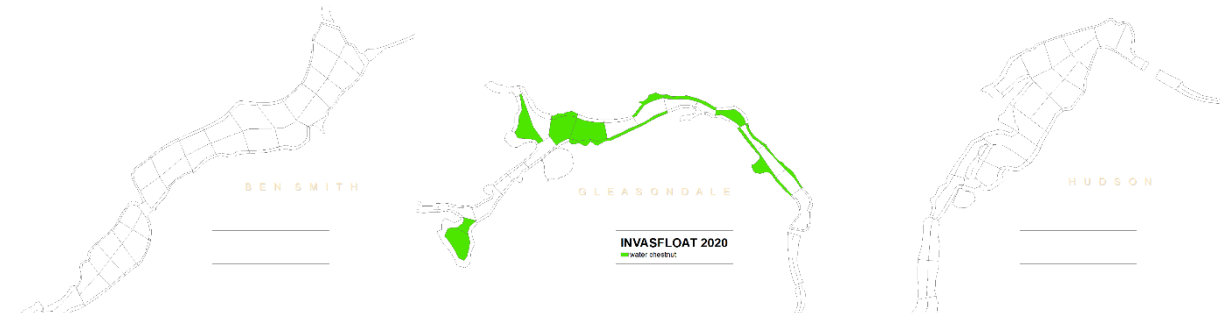 BEN SMITH
GLEASONDALE
HUDSON
INVASFLOAT 2020
water chestnut